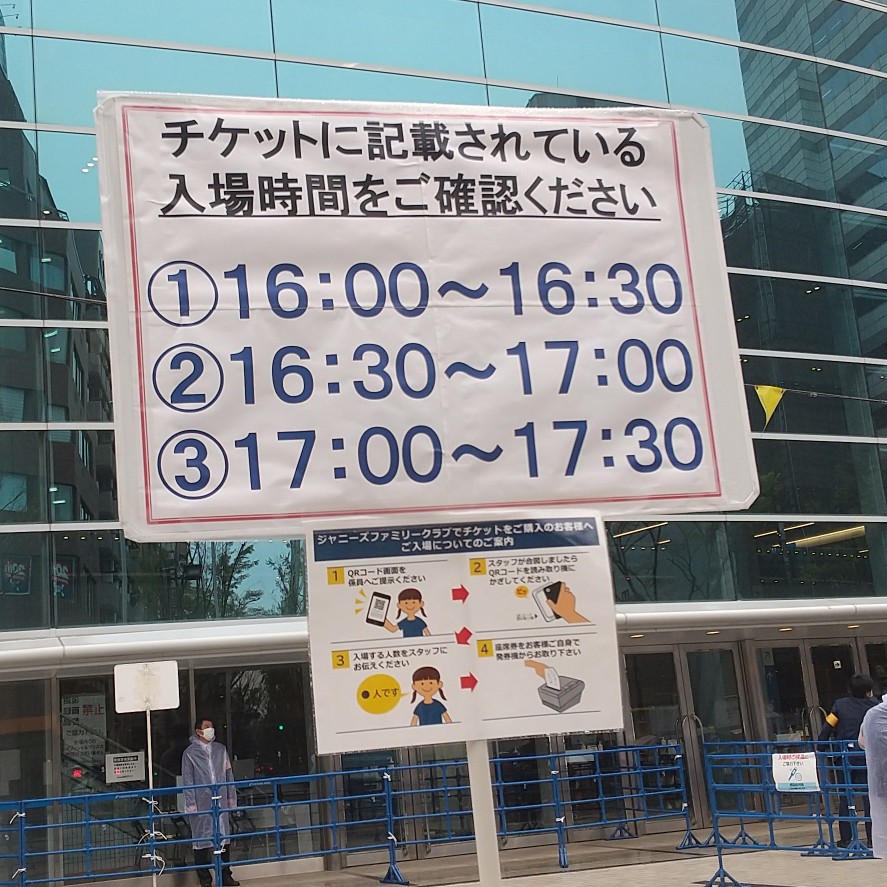 チケットに記載されている
入場時間をご確認ください
①16:00～16:30
②16:30～17:00
③17:00～17:30
ジャニーズファミリークラブでチケットをご購入のお客様へ
ご入場についてのご案内
1 QRコード画面を
係員へご提示ください
2 スタッフが合図しましたら
QRコードを読み取り機に
かざしてください
ピッ
3 入場する人数をスタッフに
お伝えください
●人です
4 座席券をお客様ご自身で
発券機からお取り下さい
禁止